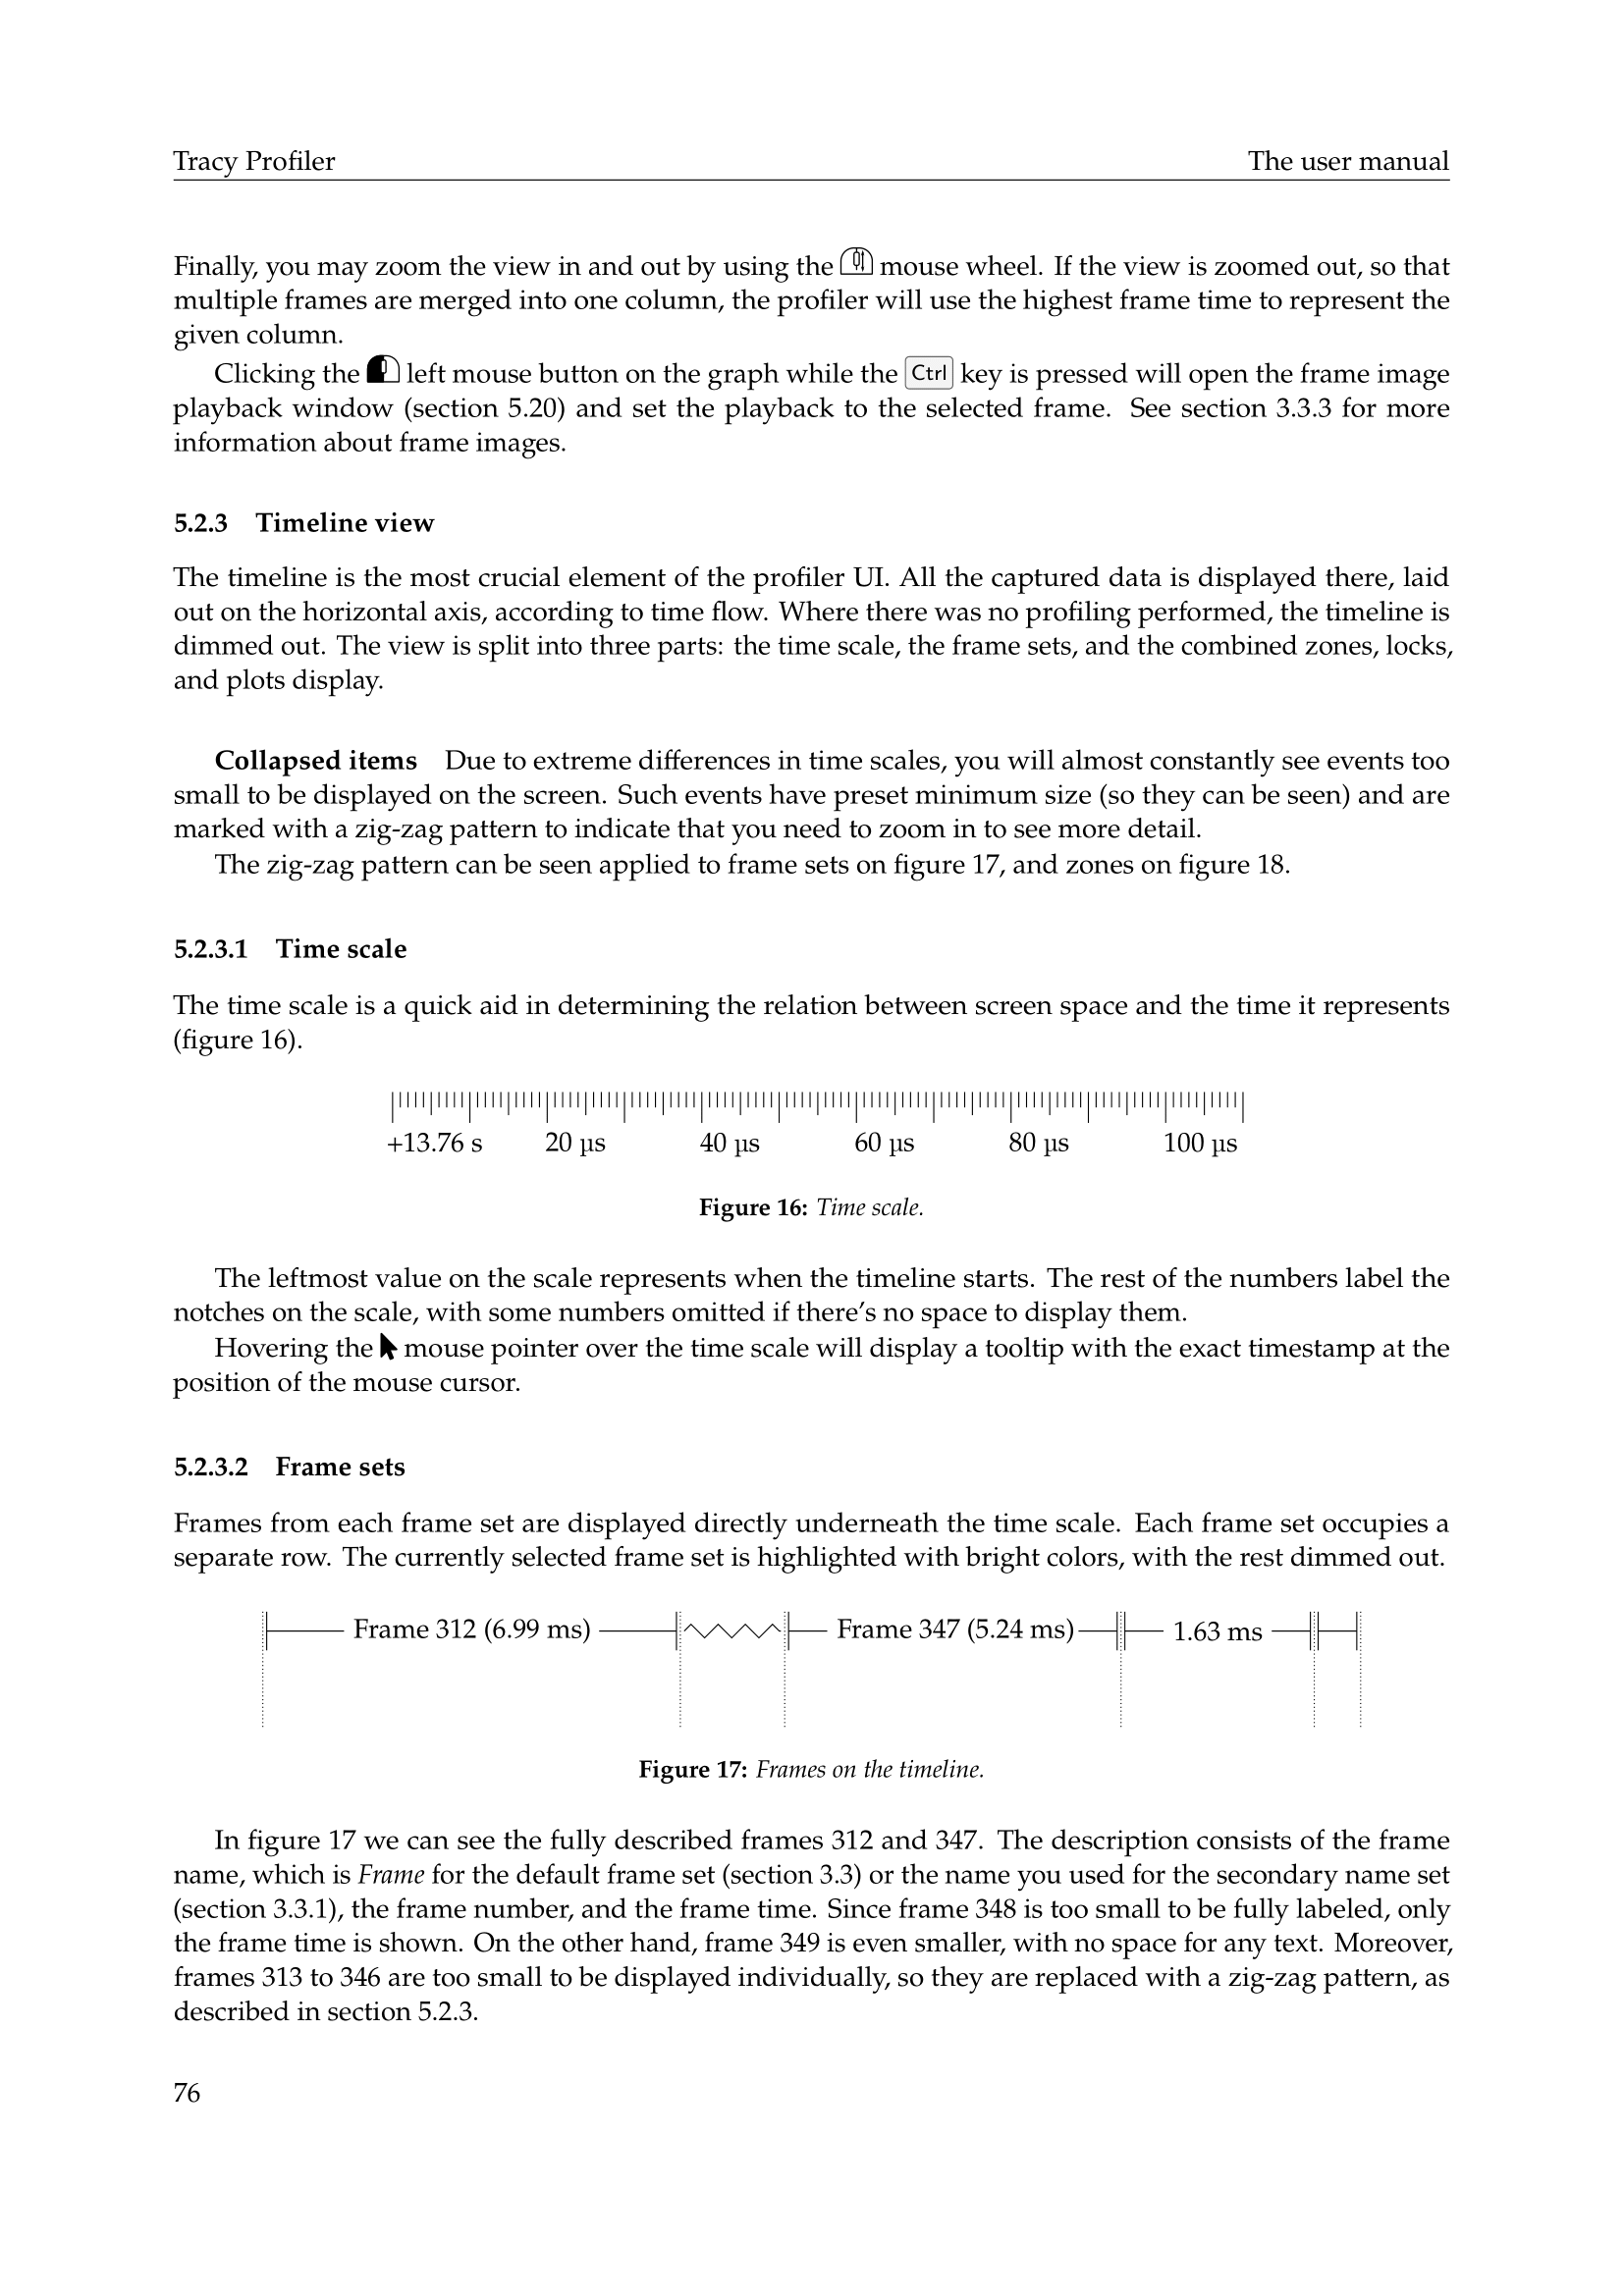 Tracy Profiler The user manual
Finally, you may zoom the view in and out by using the mouse wheel. If the view is zoomed out, so that
multiple frames are merged into one column, the profiler will use the highest frame time to represent the
given column.
Clicking the left mouse button on the graph while the Ctrl key is pressed will open the frame image
playback window (section 5.20) and set the playback to the selected frame. See section 3.3.3 for more
information about frame images.
5.2.3 Timeline view
The timeline is the most crucial element of the profiler UI. All the captured data is displayed there, laid
out on the horizontal axis, according to time flow. Where there was no profiling performed, the timeline is
dimmed out. The view is split into three parts: the time scale, the frame sets, and the combined zones, locks,
and plots display.
Collapsed items Due to extreme differences in time scales, you will almost constantly see events too
small to be displayed on the screen. Such events have preset minimum size (so they can be seen) and are
marked with a zig-zag pattern to indicate that you need to zoom in to see more detail.
The zig-zag pattern can be seen applied to frame sets on figure 17, and zones on figure 18.
5.2.3.1 Time scale
The time scale is a quick aid in determining the relation between screen space and the time it represents
(figure 16).
+13.76 s 20 µs 40 µs 60 µs 80 µs 100 µs
Figure 16: Time scale.
The leftmost value on the scale represents when the timeline starts. The rest of the numbers label the
notches on the scale, with some numbers omitted if there's no space to display them.
Hovering the mouse pointer over the time scale will display a tooltip with the exact timestamp at the
position of the mouse cursor.
5.2.3.2 Frame sets
Frames from each frame set are displayed directly underneath the time scale. Each frame set occupies a
separate row. The currently selected frame set is highlighted with bright colors, with the rest dimmed out.
Frame 312 (6.99 ms) Frame 347 (5.24 ms) 1.63 ms
Figure 17: Frames on the timeline.
In figure 17 we can see the fully described frames 312 and 347. The description consists of the frame
name, which is Frame for the default frame set (section 3.3) or the name you used for the secondary name set
(section 3.3.1), the frame number, and the frame time. Since frame 348 is too small to be fully labeled, only
the frame time is shown. On the other hand, frame 349 is even smaller, with no space for any text. Moreover,
frames 313 to 346 are too small to be displayed individually, so they are replaced with a zig-zag pattern, as
described in section 5.2.3.
76